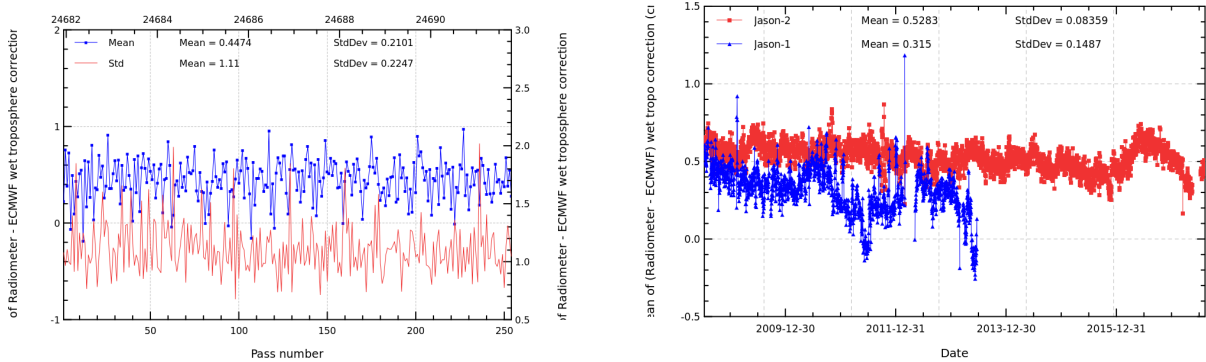 24682 24684 24686 24688 24690
Mean Mean = 0.4474 StdDev = 0.2101
Std Mean = 1.11 StdDev = 0.2247
2
1
0
-1
3.0
2.5
2.0
1.5
1.0
0.5
of Radiometer - ECMWF wet troposphere correction
of Radiometer - ECMWF wet troposphere correction
50 100 150 200 250
Pass number
Jason-2 Mean = 0.5283 StdDev = 0.08359
Jason-1 Mean = 0.315 StdDev = 0.1487
1.5
1.0
0.5
0.0
-0.5
of (Radiometer - ECMWF) wet tropo correction
2009-12-30 2011-12-31 2013-12-30 2015-12-31
Date